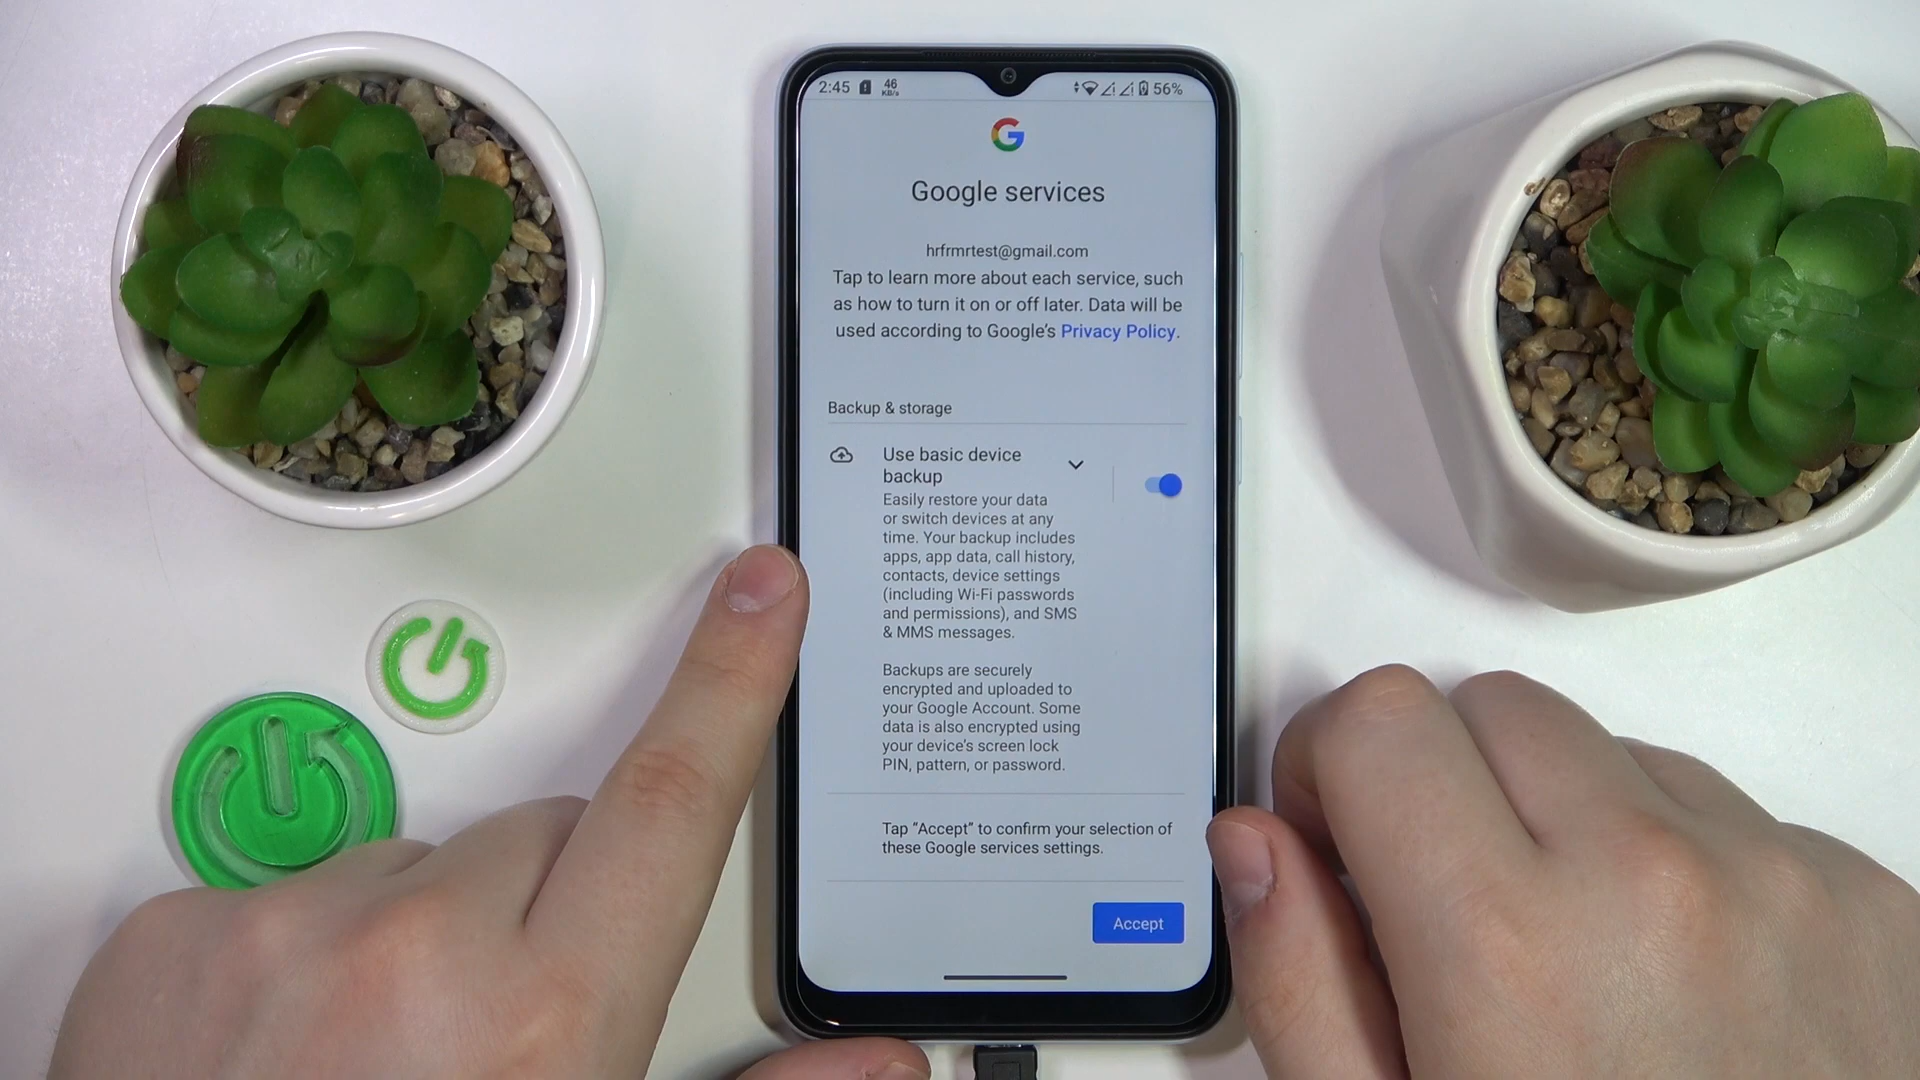 2:45 46 KB/s 56%
Google services
hrfrmrtest@gmail.com
Tap to learn more about each service, such
as how to turn it on or off later. Data will be
used according to Google's Privacy Policy.
Backup & storage
Use basic device
backup
Easily restore your data
or switch devices at any
time. Your backup includes
apps, app data, call history,
contacts, device settings
(including Wi-Fi passwords
and permissions), and SMS
& MMS messages.
Backups are securely
encrypted and uploaded to
your Google Account. Some
data is also encrypted using
your device's screen lock
PIN, pattern, or password.
Tap “Accept” to confirm your selection of
these Google services settings.
Accept